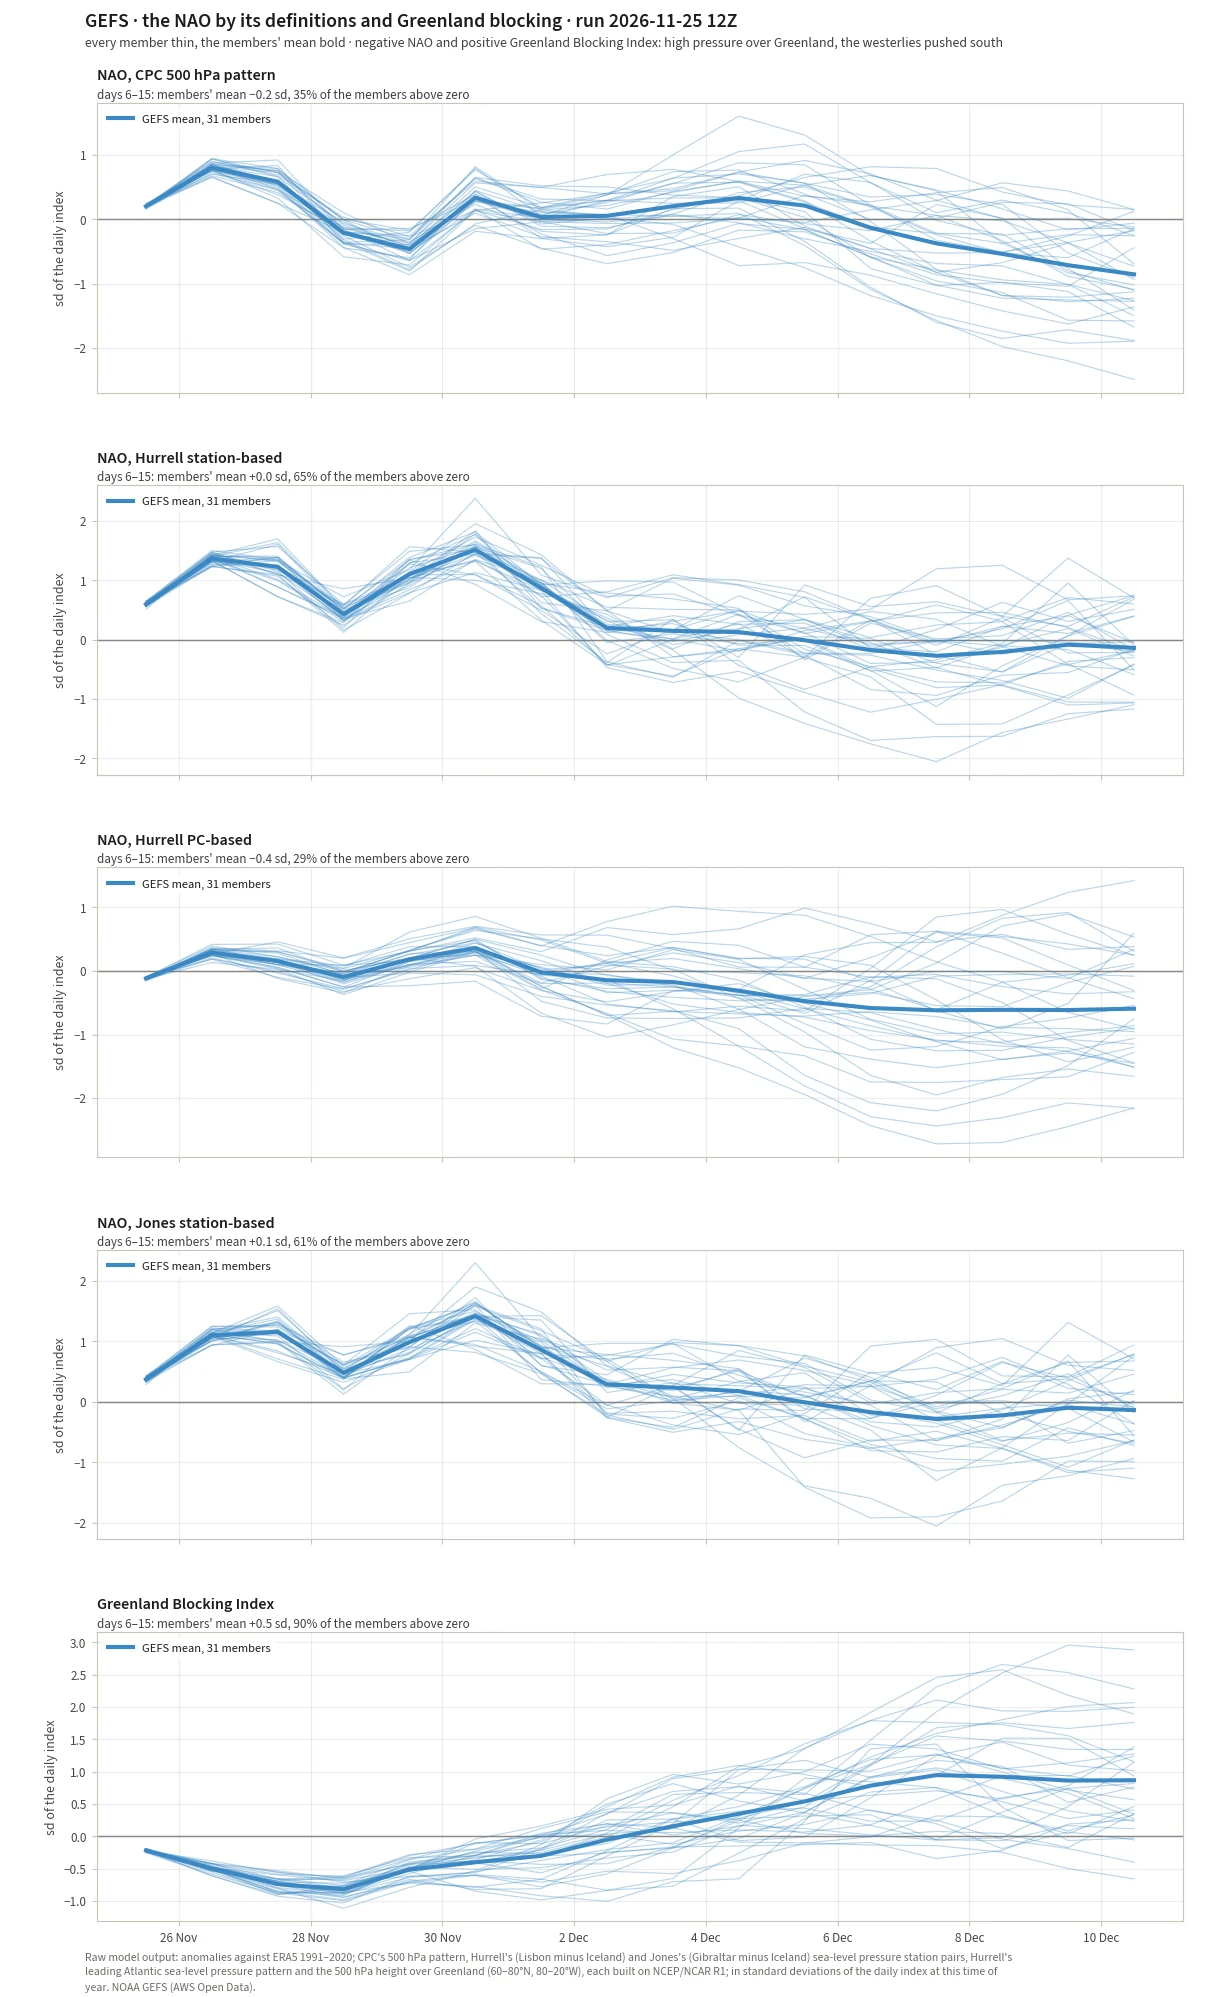 GEFS · the NAO by its definitions and Greenland blocking · run 2026-11-25 12Z
every member thin, the members' mean bold · negative NAO and positive Greenland Blocking Index: high pressure over Greenland, the westerlies pushed south
NAO, CPC 500 hPa pattern
days 6–15: members' mean −0.2 sd, 35% of the members above zero
GEFS mean, 31 members
sd of the daily index
1
0
−1
−2
NAO, Hurrell station-based
days 6–15: members' mean +0.0 sd, 65% of the members above zero
GEFS mean, 31 members
sd of the daily index
2
1
0
−1
−2
NAO, Hurrell PC-based
days 6–15: members' mean −0.4 sd, 29% of the members above zero
GEFS mean, 31 members
sd of the daily index
1
0
−1
−2
NAO, Jones station-based
days 6–15: members' mean +0.1 sd, 61% of the members above zero
GEFS mean, 31 members
sd of the daily index
2
1
0
−1
−2
Greenland Blocking Index
days 6–15: members' mean +0.5 sd, 90% of the members above zero
GEFS mean, 31 members
sd of the daily index
3.0
2.5
2.0
1.5
1.0
0.5
0.0
−0.5
−1.0
26 Nov 28 Nov 30 Nov 2 Dec 4 Dec 6 Dec 8 Dec 10 Dec
Raw model output: anomalies against ERA5 1991–2020; CPC's 500 hPa pattern, Hurrell's (Lisbon minus Iceland) and Jones's (Gibraltar minus Iceland) sea-level pressure station pairs, Hurrell's
leading Atlantic sea-level pressure pattern and the 500 hPa height over Greenland (60–80°N, 80–20°W), each built on NCEP/NCAR R1; in standard deviations of the daily index at this time of
year. NOAA GEFS (AWS Open Data).